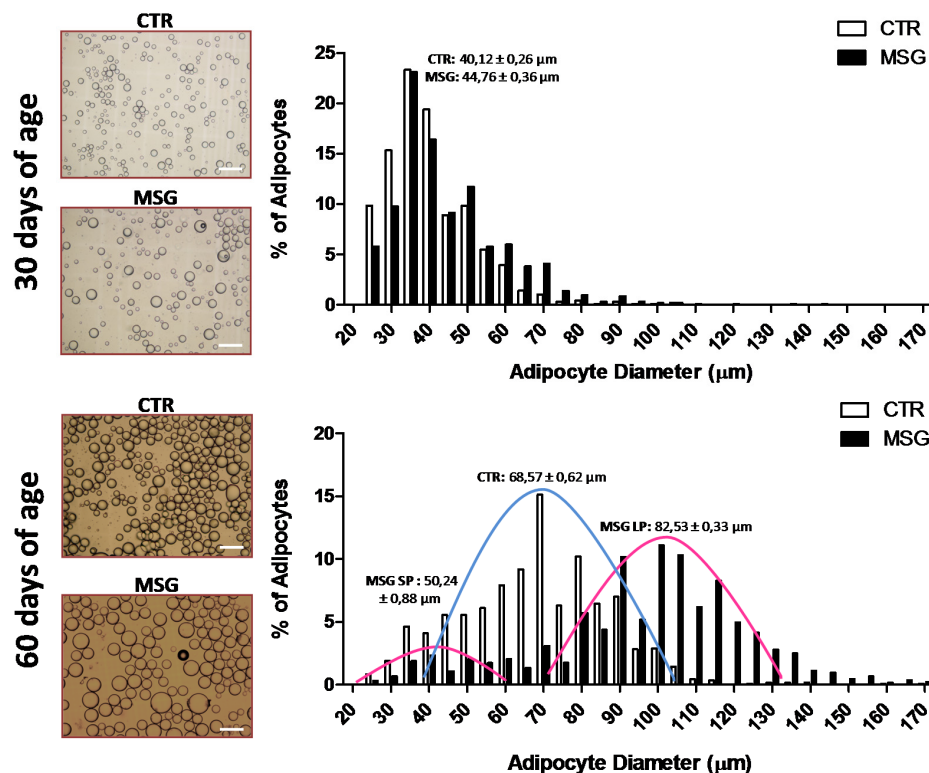 30 days of age
CTR
MSG
CTR
MSG
% of Adipocytes
25
20
15
10
5
0
CTR: 40,12 ± 0,26 µm
MSG: 44,76 ± 0,36 µm
20 30 40 50 60 70 80 90 100 110 120 130 140 150 160 170
Adipocyte Diameter (µm)
60 days of age
CTR
MSG
CTR
MSG
% of Adipocytes
20
15
10
5
0
CTR: 68,57 ± 0,62 µm
MSG LP: 82,53 ± 0,33 µm
MSG SP : 50,24
± 0,88 µm
20 30 40 50 60 70 80 90 100 110 120 130 140 150 160 170
Adipocyte Diameter (µm)